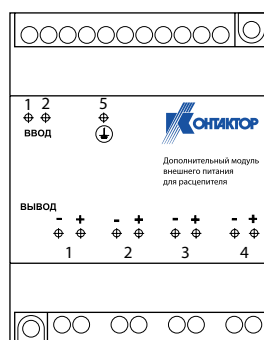 1 2 5
ВВОД
КОНТАКТОР
Дополнительный модуль
внешнего питания
для расцепителя
ВЫВОД
- + - + - + - +
1 2 3 4